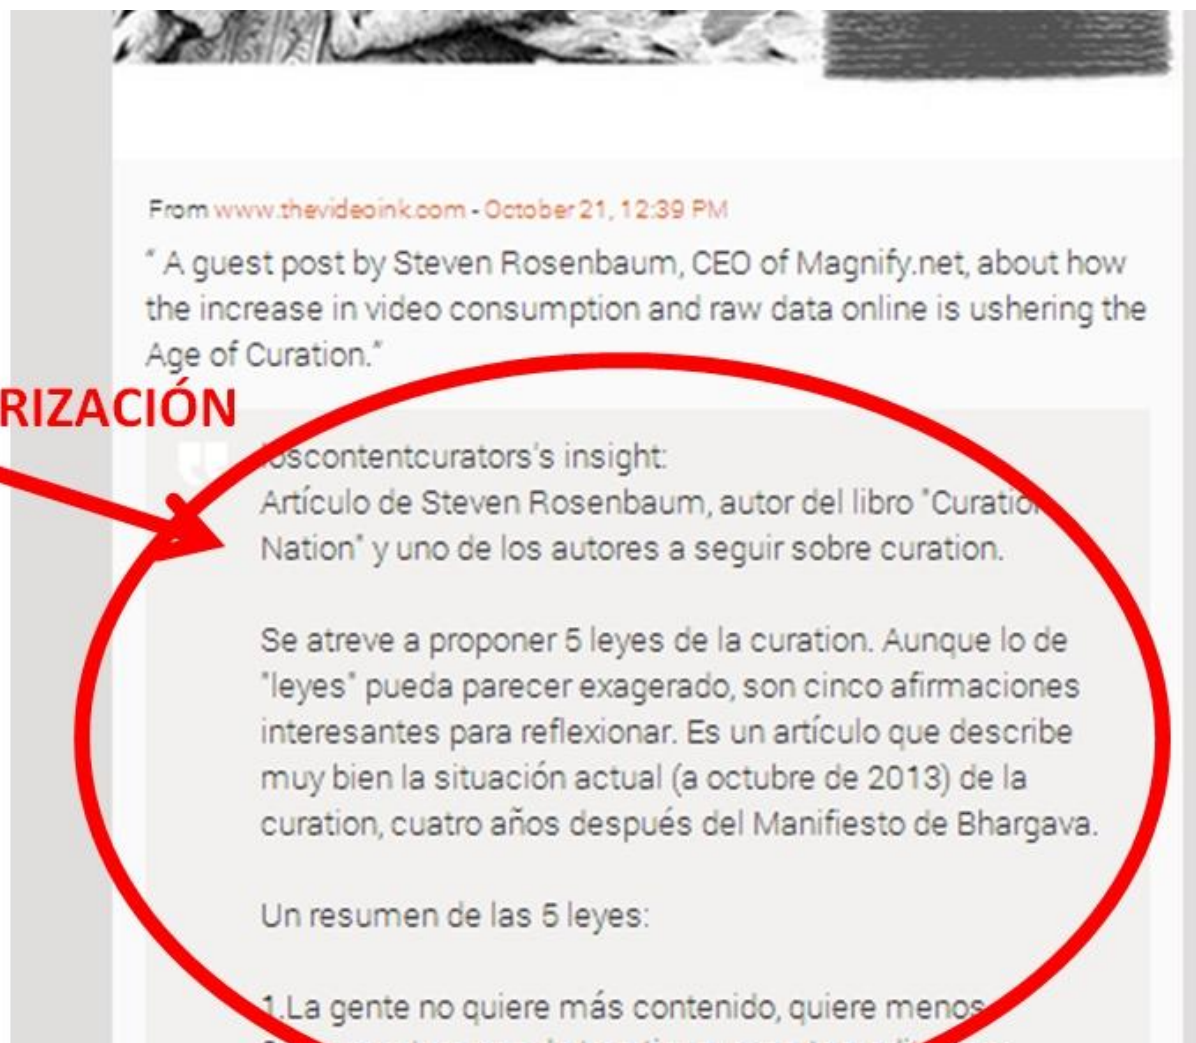 From www.thevideoink.com - October 21, 12:39 PM
“ A guest post by Steven Rosenbaum, CEO of Magnify.net, about how
the increase in video consumption and raw data online is ushering the
Age of Curation.”
RIZACIÓN
loscontentcurators's insight:
Artículo de Steven Rosenbaum, autor del libro "Curation
Nation" y uno de los autores a seguir sobre curation.
Se atreve a proponer 5 leyes de la curation. Aunque lo de
"leyes" pueda parecer exagerado, son cinco afirmaciones
interesantes para reflexionar. Es un artículo que describe
muy bien la situación actual (a octubre de 2013) de la
curation, cuatro años después del Manifiesto de Bhargava.
Un resumen de las 5 leyes:
1.La gente no quiere más contenido, quiere menos